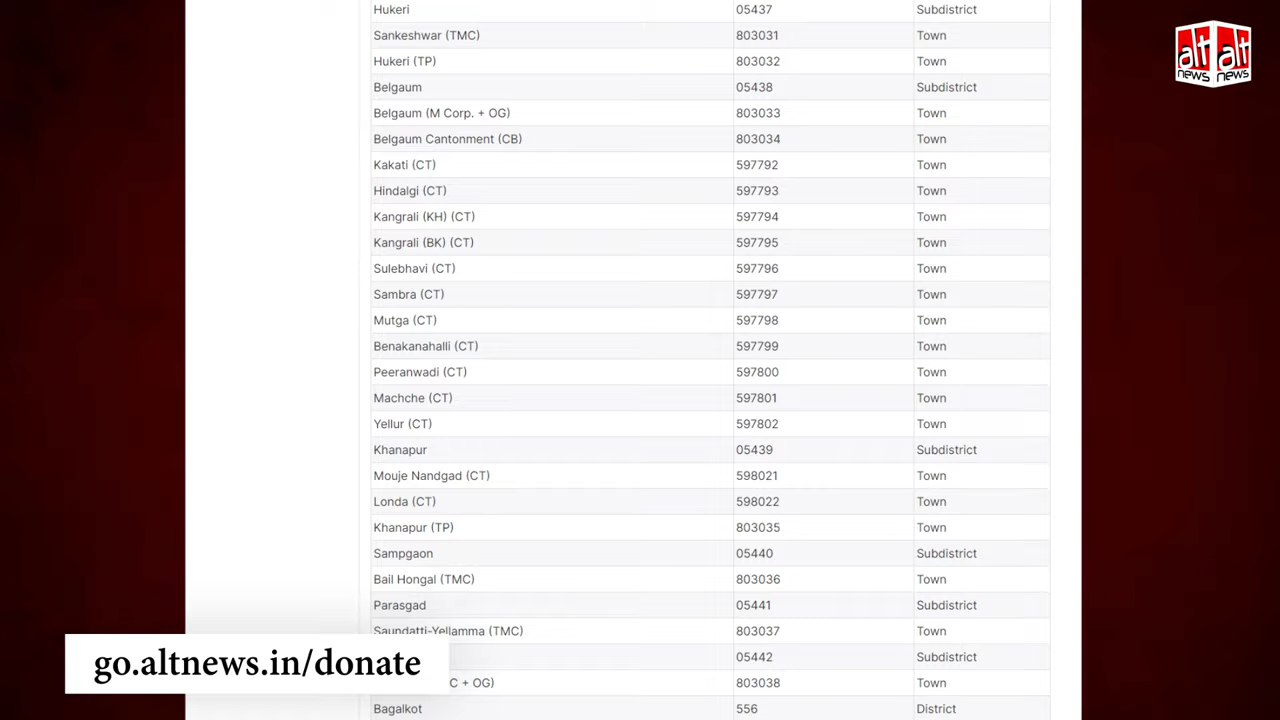 Hukeri 05437 Subdistrict
Sankeshwar (TMC) 803031 Town
Hukeri (TP) 803032 Town
Belgaum 05438 Subdistrict
Belgaum (M Corp. + OG) 803033 Town
Belgaum Cantonment (CB) 803034 Town
Kakati (CT) 597792 Town
Hindalgi (CT) 597793 Town
Kangrali (KH) (CT) 597794 Town
Kangrali (BK) (CT) 597795 Town
Sulebhavi (CT) 597796 Town
Sambra (CT) 597797 Town
Mutga (CT) 597798 Town
Benakanahalli (CT) 597799 Town
Peeranwadi (CT) 597800 Town
Machche (CT) 597801 Town
Yellur (CT) 597802 Town
Khanapur 05439 Subdistrict
Mouje Nandgad (CT) 598021 Town
Londa (CT) 598022 Town
Khanapur (TP) 803035 Town
Sampgaon 05440 Subdistrict
Bail Hongal (TMC) 803036 Town
Parasgad 05441 Subdistrict
Saundatti-Yellamma (TMC) 803037 Town
05442 Subdistrict
C + OG) 803038 Town
Bagalkot 556 District
go.altnews.in/donate
alt news alt news